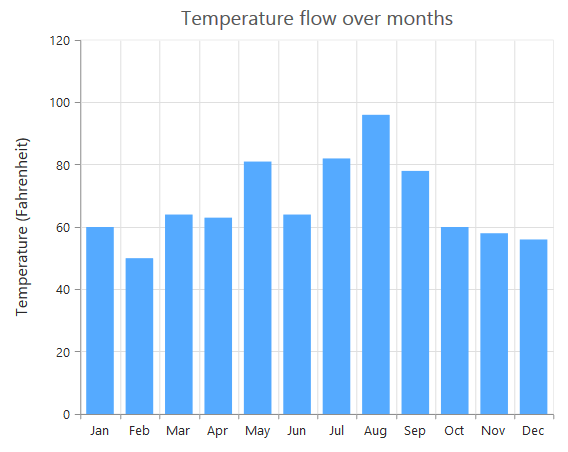 Temperature flow over months
Temperature (Fahrenheit)
120
100
80
60
40
20
0
Jan Feb Mar Apr May Jun Jul Aug Sep Oct Nov Dec